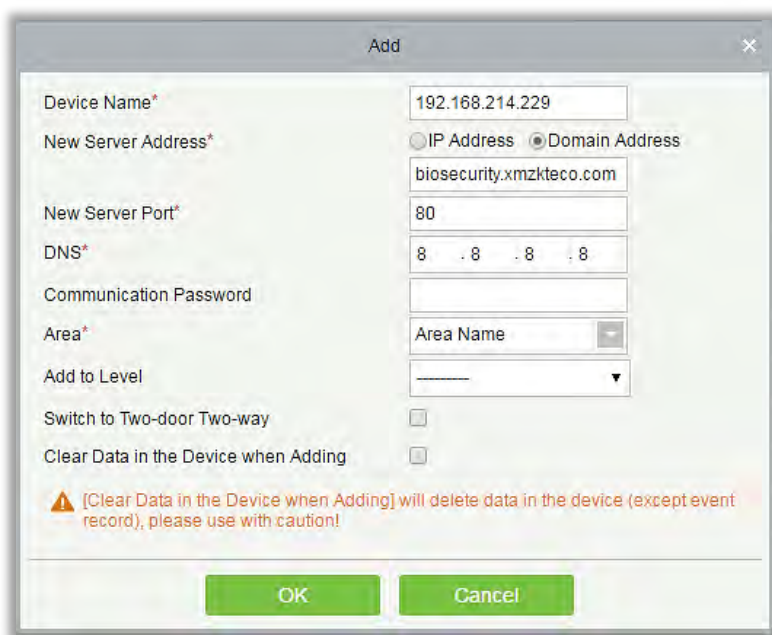 Add
Device Name* 192.168.214.229
New Server Address* IP Address Domain Address
biosecurity.xmzkteco.com
New Server Port* 80
DNS* 8 . 8 . 8 . 8
Communication Password
Area* Area Name
Add to Level ---------
Switch to Two-door Two-way
Clear Data in the Device when Adding
[Clear Data in the Device when Adding] will delete data in the device (except event
record), please use with caution!
OK Cancel